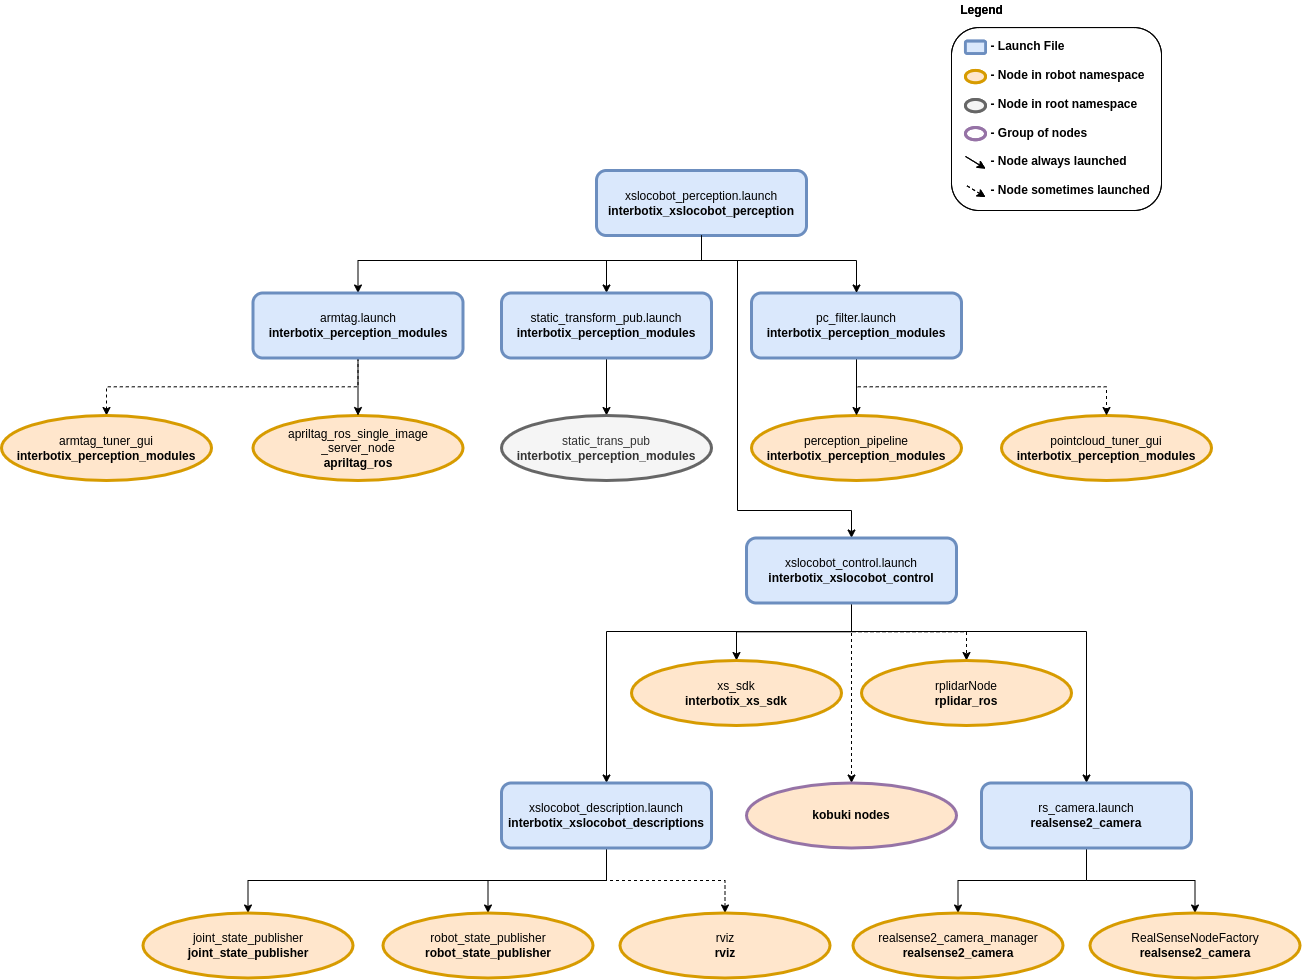 Legend
- Launch File
- Node in robot namespace
- Node in root namespace
- Group of nodes
- Node always launched
- Node sometimes launched
xslocobot_perception.launch
interbotix_xslocobot_perception
armtag.launch
interbotix_perception_modules
static_transform_pub.launch
interbotix_perception_modules
pc_filter.launch
interbotix_perception_modules
armtag_tuner_gui
interbotix_perception_modules
apriltag_ros_single_image
_server_node
apriltag_ros
static_trans_pub
interbotix_perception_modules
perception_pipeline
interbotix_perception_modules
pointcloud_tuner_gui
interbotix_perception_modules
xslocobot_control.launch
interbotix_xslocobot_control
xs_sdk
interbotix_xs_sdk
rplidarNode
rplidar_ros
xslocobot_description.launch
interbotix_xslocobot_descriptions
kobuki nodes
rs_camera.launch
realsense2_camera
joint_state_publisher
joint_state_publisher
robot_state_publisher
robot_state_publisher
rviz
rviz
realsense2_camera_manager
realsense2_camera
RealSenseNodeFactory
realsense2_camera